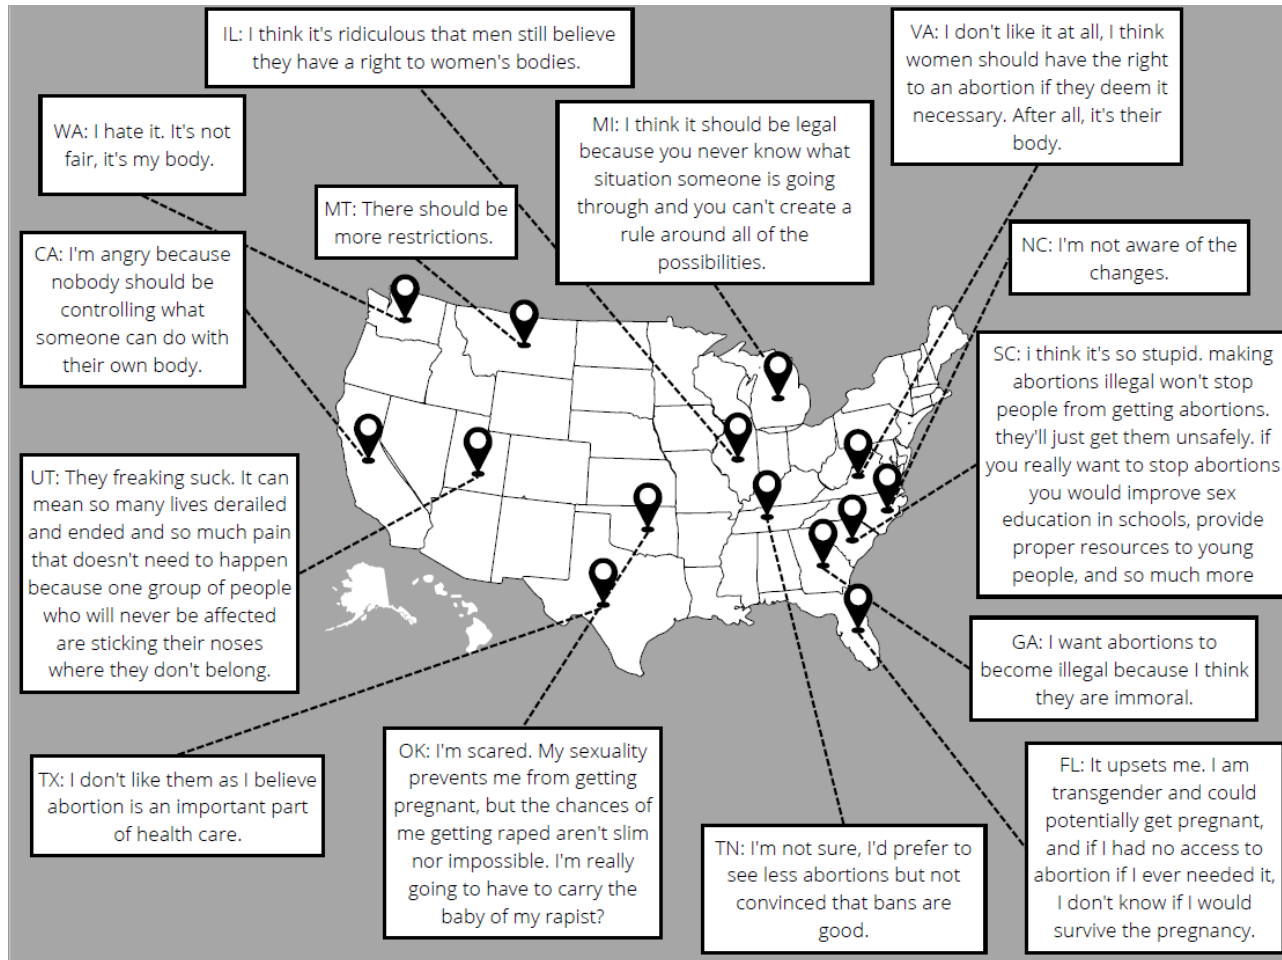 IL: I think it's ridiculous that men still believe
they have a right to women's bodies.
VA: I don't like it at all, I think
women should have the right
to an abortion if they deem it
necessary. After all, it's their
body.
WA: I hate it. It's not
fair, it's my body.
MI: I think it should be legal
because you never know what
situation someone is going
through and you can't create a
rule around all of the
possibilities.
MT: There should be
more restrictions.
NC: I'm not aware of the
changes.
CA: I'm angry because
nobody should be
controlling what
someone can do with
their own body.
SC: i think it's so stupid. making
abortions illegal won't stop
people from getting abortions.
they'll just get them unsafely. if
you really want to stop abortions
you would improve sex
education in schools, provide
proper resources to young
people, and so much more
UT: They freaking suck. It can
mean so many lives derailed
and ended and so much pain
that doesn't need to happen
because one group of people
who will never be affected
are sticking their noses
where they don't belong.
GA: I want abortions to
become illegal because I think
they are immoral.
TX: I don't like them as I believe
abortion is an important part
of health care.
OK: I'm scared. My sexuality
prevents me from getting
pregnant, but the chances of
me getting raped aren't slim
nor impossible. I'm really
going to have to carry the
baby of my rapist?
TN: I'm not sure, I'd prefer to
see less abortions but not
convinced that bans are
good.
FL: It upsets me. I am
transgender and could
potentially get pregnant,
and if I had no access to
abortion if I ever needed it,
I don't know if I would
survive the pregnancy.